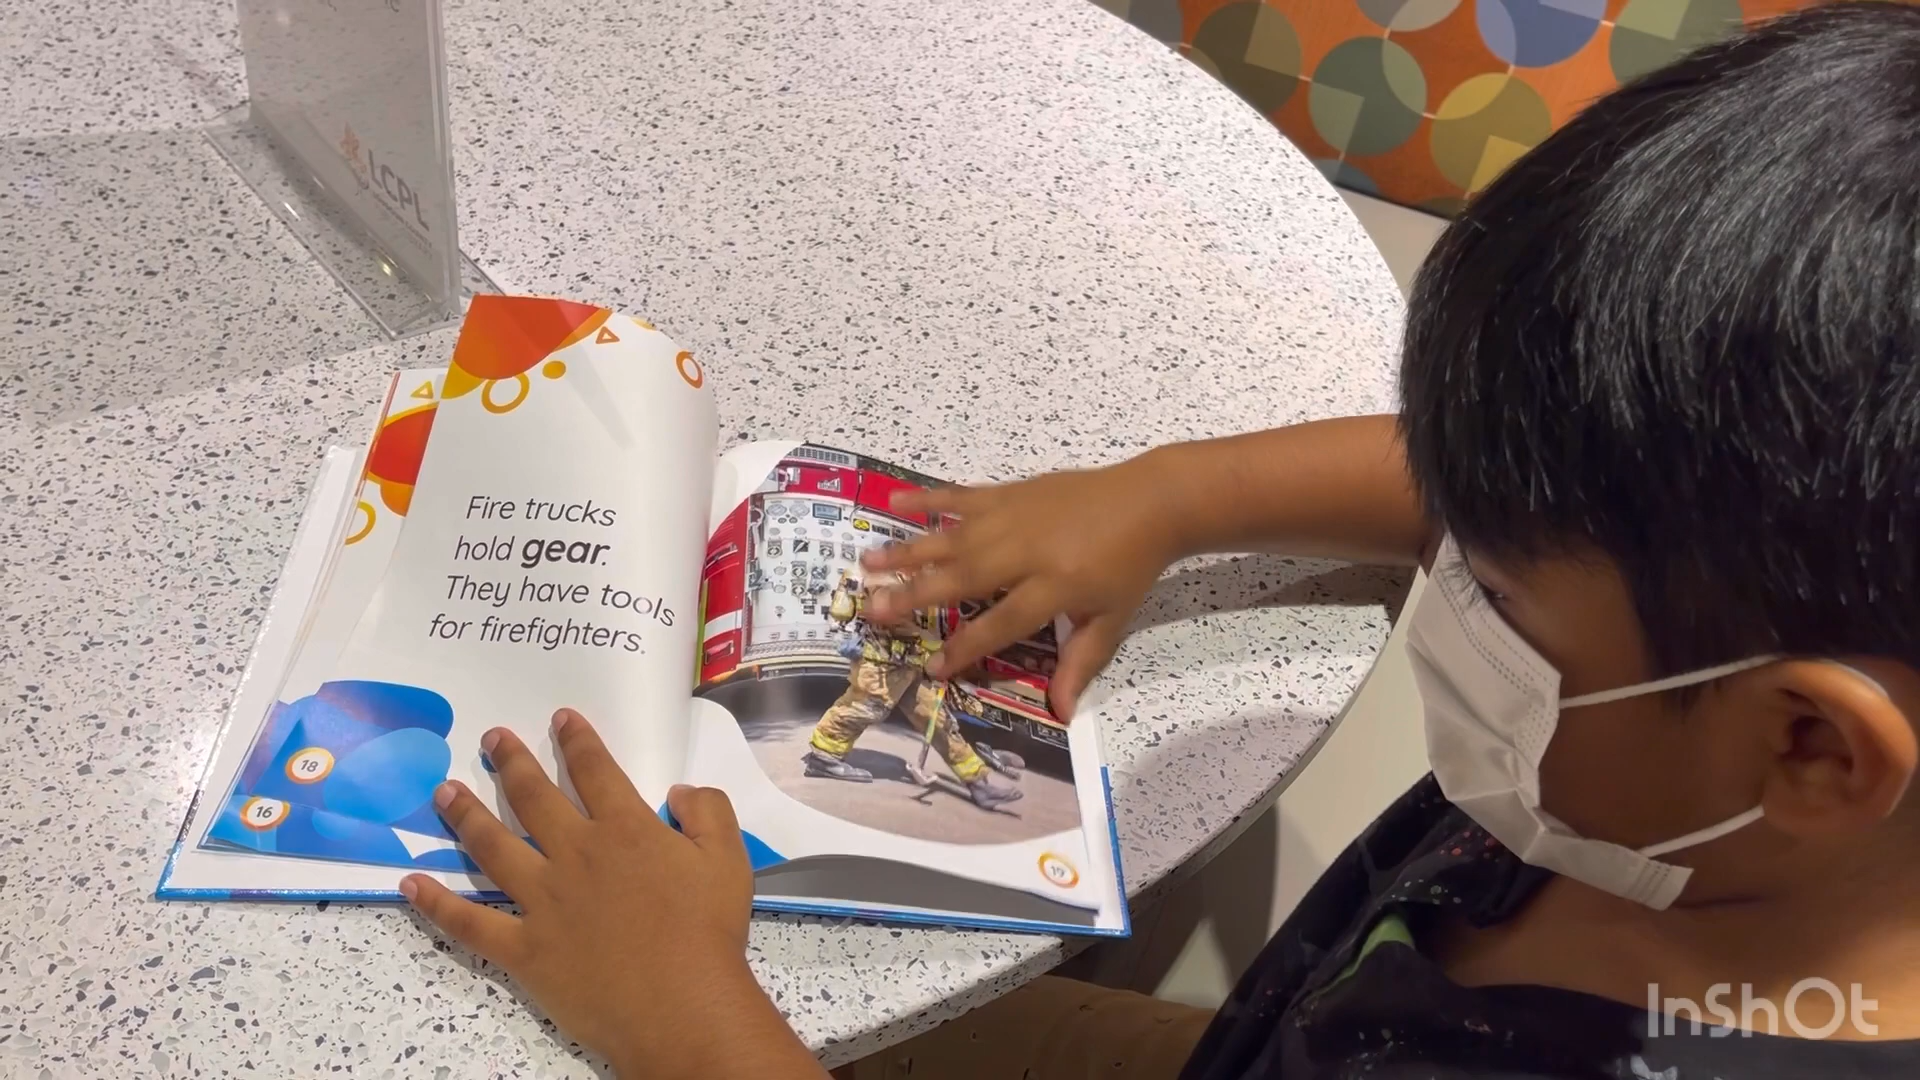 LCPL
Fire trucks
hold gear.
They have tools
for firefighters.
18
16
19
InShOt